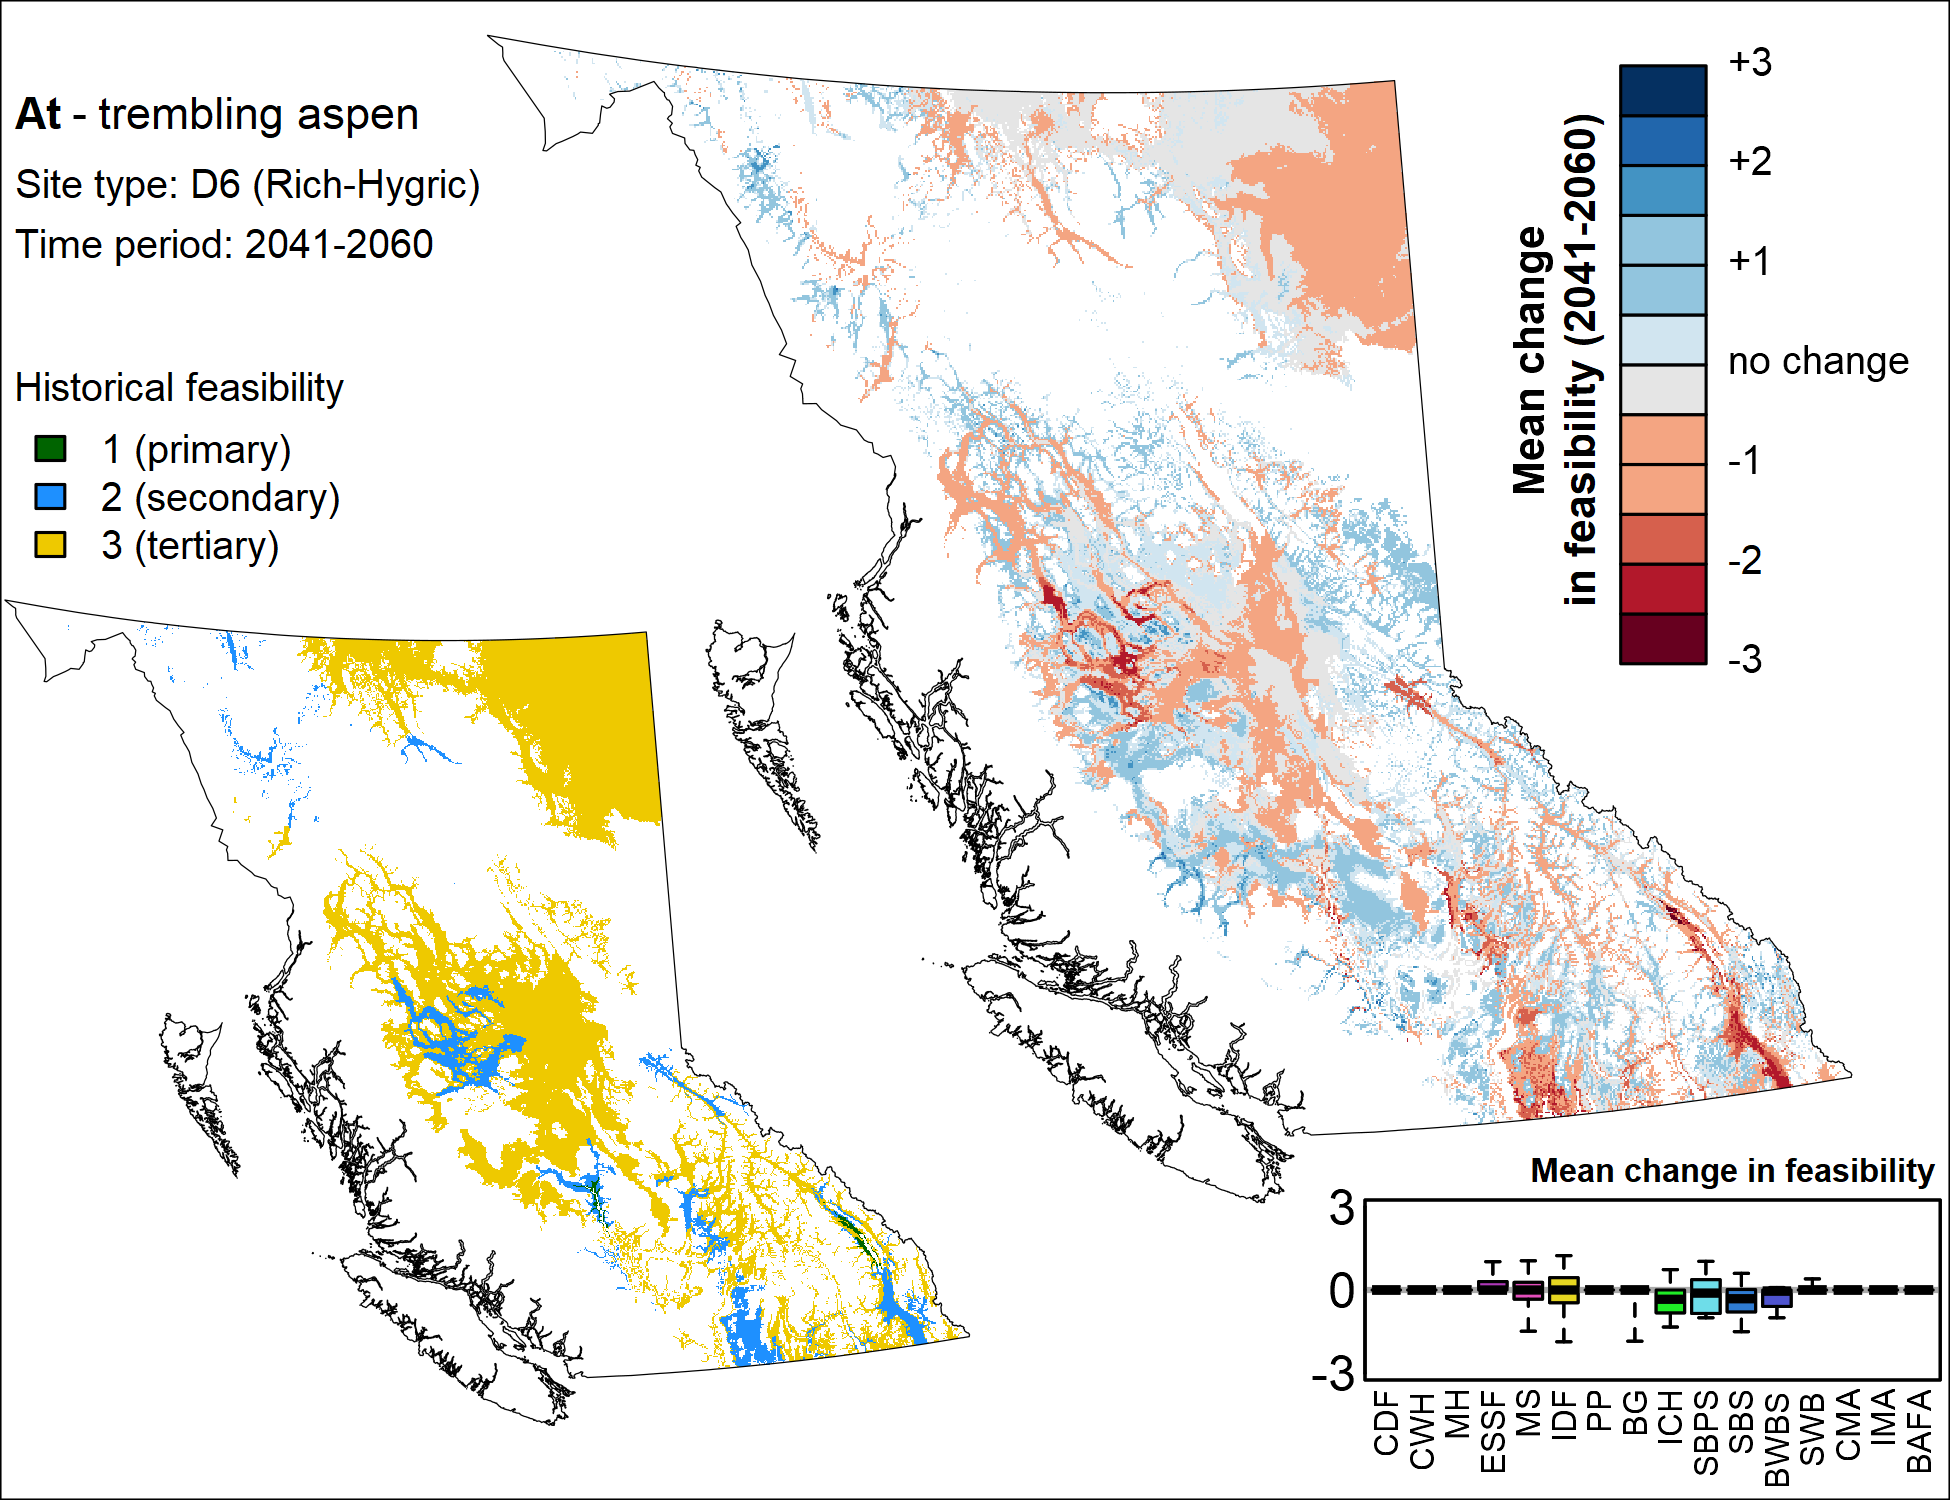 At - trembling aspen
Site type: D6 (Rich-Hygric)
Time period: 2041-2060
Historical feasibility
1 (primary)
2 (secondary)
3 (tertiary)
Mean change
in feasibility (2041-2060)
+3
+2
+1
no change
-1
-2
-3
Mean change in feasibility
3
0
-3
CDF
CWH
MH
ESSF
MS
IDF
PP
BG
ICH
SBPS
SBS
BWBS
SWB
CMA
IMA
BAFA